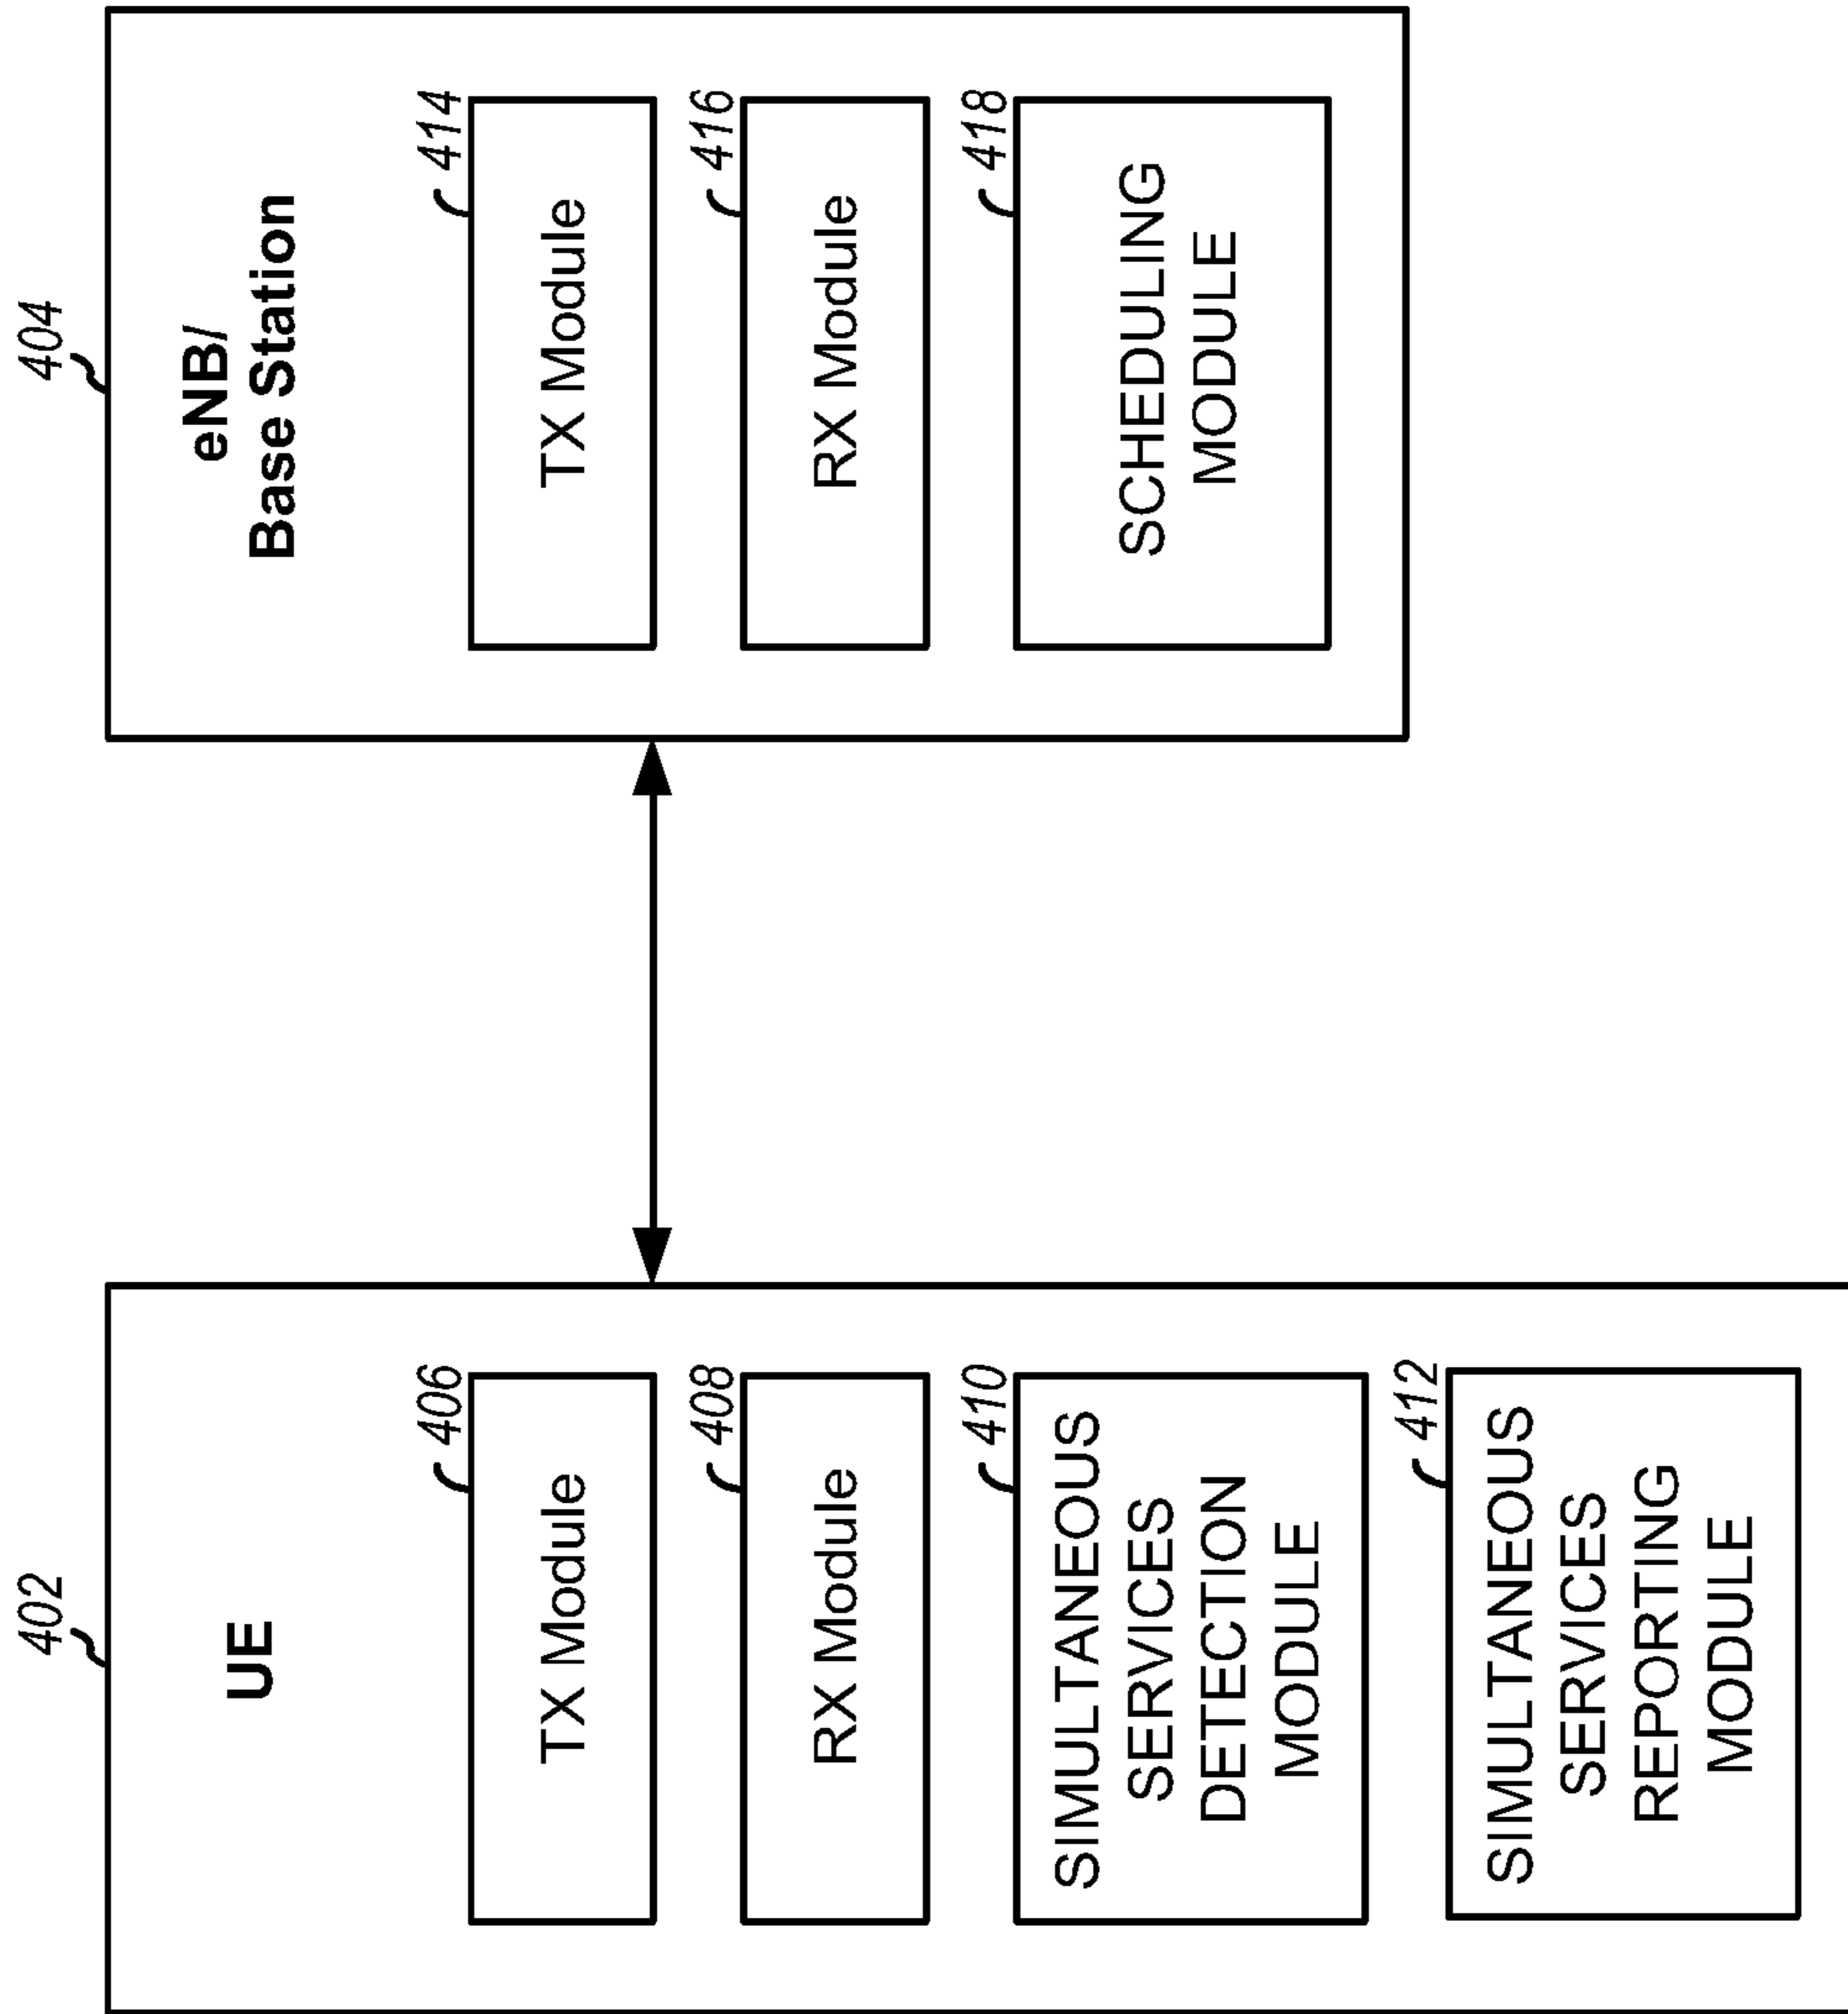 402
UE
406
TX Module
408
RX Module
410
SIMULTANEOUS
SERVICES
DETECTION
MODULE
412
SIMULTANEOUS
SERVICES
REPORTING
MODULE
404
eNB/
Base Station
414
TX Module
416
RX Module
418
SCHEDULING
MODULE